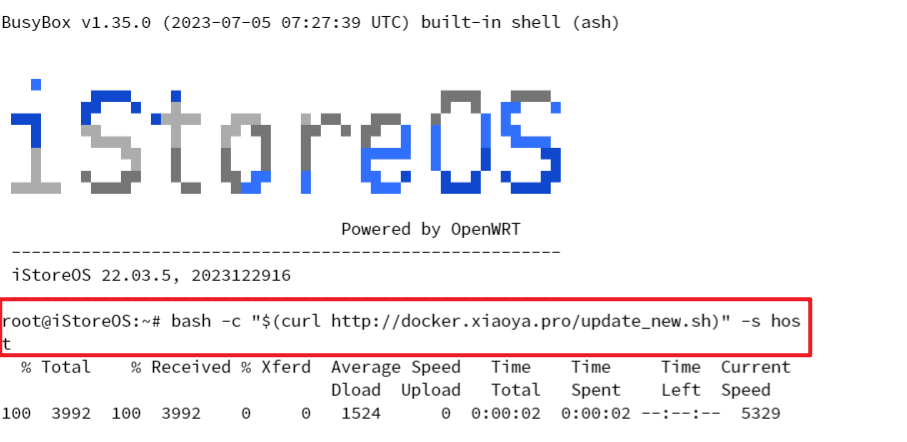 BusyBox v1.35.0 (2023-07-05 07:27:39 UTC) built-in shell (ash)
iStoreOS
Powered by OpenWRT
-------------------------------------------------------
iStoreOS 22.03.5, 2023122916
root@iStoreOS:~# bash -c "$(curl http://docker.xiaoya.pro/update_new.sh)" -s hos
t
% Total % Received % Xferd Average Speed Time Time Time Current
Dload Upload Total Spent Left Speed
100 3992 100 3992 0 0 1524 0 0:00:02 0:00:02 --:--:-- 5329